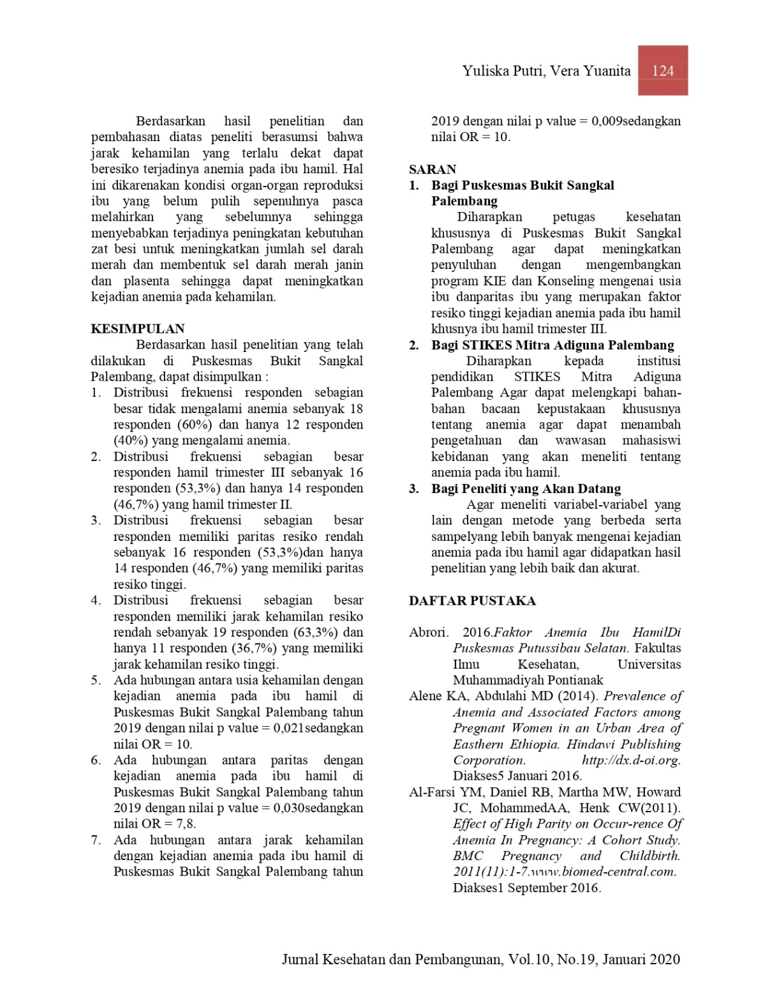 Yuliska Putri, Vera Yuanita 124
Berdasarkan hasil penelitian dan
pembahasan diatas peneliti berasumsi bahwa
jarak kehamilan yang terlalu dekat dapat
beresiko terjadinya anemia pada ibu hamil. Hal
ini dikarenakan kondisi organ-organ reproduksi
ibu yang belum pulih sepenuhnya pasca
melahirkan yang sebelumnya sehingga
menyebabkan terjadinya peningkatan kebutuhan
zat besi untuk meningkatkan jumlah sel darah
merah dan membentuk sel darah merah janin
dan plasenta sehingga dapat meningkatkan
kejadian anemia pada kehamilan.
KESIMPULAN
Berdasarkan hasil penelitian yang telah
dilakukan di Puskesmas Bukit Sangkal
Palembang, dapat disimpulkan :
1. Distribusi frekuensi responden sebagian
besar tidak mengalami anemia sebanyak 18
responden (60%) dan hanya 12 responden
(40%) yang mengalami anemia.
2. Distribusi frekuensi sebagian besar
responden hamil trimester III sebanyak 16
responden (53,3%) dan hanya 14 responden
(46,7%) yang hamil trimester II.
3. Distribusi frekuensi sebagian besar
responden memiliki paritas resiko rendah
sebanyak 16 responden (53,3%)dan hanya
14 responden (46,7%) yang memiliki paritas
resiko tinggi.
4. Distribusi frekuensi sebagian besar
responden memiliki jarak kehamilan resiko
rendah sebanyak 19 responden (63,3%) dan
hanya 11 responden (36,7%) yang memiliki
jarak kehamilan resiko tinggi.
5. Ada hubungan antara usia kehamilan dengan
kejadian anemia pada ibu hamil di
Puskesmas Bukit Sangkal Palembang tahun
2019 dengan nilai p value = 0,021sedangkan
nilai OR = 10.
6. Ada hubungan antara paritas dengan
kejadian anemia pada ibu hamil di
Puskesmas Bukit Sangkal Palembang tahun
2019 dengan nilai p value = 0,030sedangkan
nilai OR = 7,8.
7. Ada hubungan antara jarak kehamilan
dengan kejadian anemia pada ibu hamil di
Puskesmas Bukit Sangkal Palembang tahun
2019 dengan nilai p value = 0,009sedangkan
nilai OR = 10.
SARAN
1. Bagi Puskesmas Bukit Sangkal
Palembang
Diharapkan petugas kesehatan
khususnya di Puskesmas Bukit Sangkal
Palembang agar dapat meningkatkan
penyuluhan dengan mengembangkan
program KIE dan Konseling mengenai usia
ibu danparitas ibu yang merupakan faktor
resiko tinggi kejadian anemia pada ibu hamil
khusnya ibu hamil trimester III.
2. Bagi STIKES Mitra Adiguna Palembang
Diharapkan kepada institusi
pendidikan STIKES Mitra Adiguna
Palembang Agar dapat melengkapi bahan-
bahan bacaan kepustakaan khususnya
tentang anemia agar dapat menambah
pengetahuan dan wawasan mahasiswi
kebidanan yang akan meneliti tentang
anemia pada ibu hamil.
3. Bagi Peneliti yang Akan Datang
Agar meneliti variabel-variabel yang
lain dengan metode yang berbeda serta
sampelyang lebih banyak mengenai kejadian
anemia pada ibu hamil agar didapatkan hasil
penelitian yang lebih baik dan akurat.
DAFTAR PUSTAKA
Abrori. 2016.Faktor Anemia Ibu HamilDi
Puskesmas Putussibau Selatan. Fakultas
Ilmu Kesehatan, Universitas
Muhammadiyah Pontianak
Alene KA, Abdulahi MD (2014). Prevalence of
Anemia and Associated Factors among
Pregnant Women in an Urban Area of
Easthern Ethiopia. Hindawi Publishing
Corporation. http://dx.d-oi.org.
Diakses5 Januari 2016.
Al-Farsi YM, Daniel RB, Martha MW, Howard
JC, MohammedAA, Henk CW(2011).
Effect of High Parity on Occur-rence Of
Anemia In Pregnancy: A Cohort Study.
BMC Pregnancy and Childbirth.
2011(11):1-7.www.biomed-central.com.
Diakses1 September 2016.
Jurnal Kesehatan dan Pembangunan, Vol.10, No.19, Januari 2020